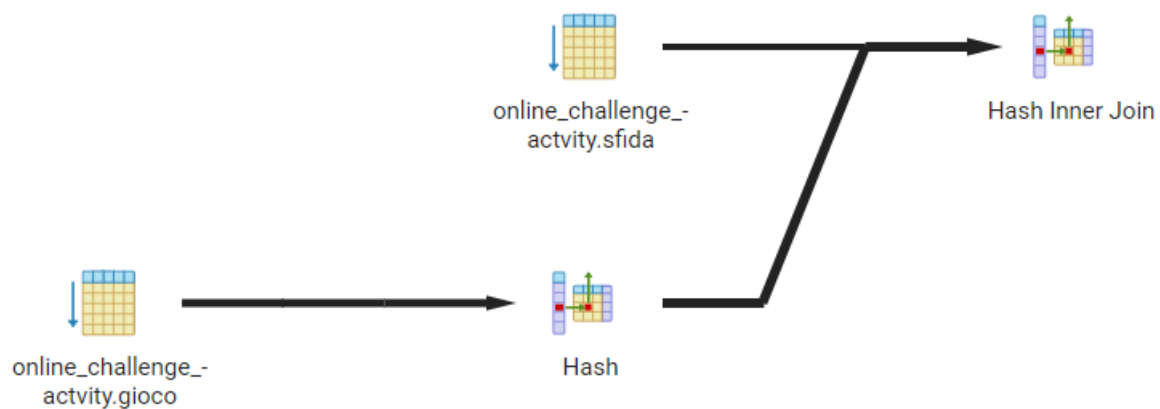 online_challenge_-
actvity.sfida
Hash Inner Join
Hash
online_challenge_-
actvity.gioco